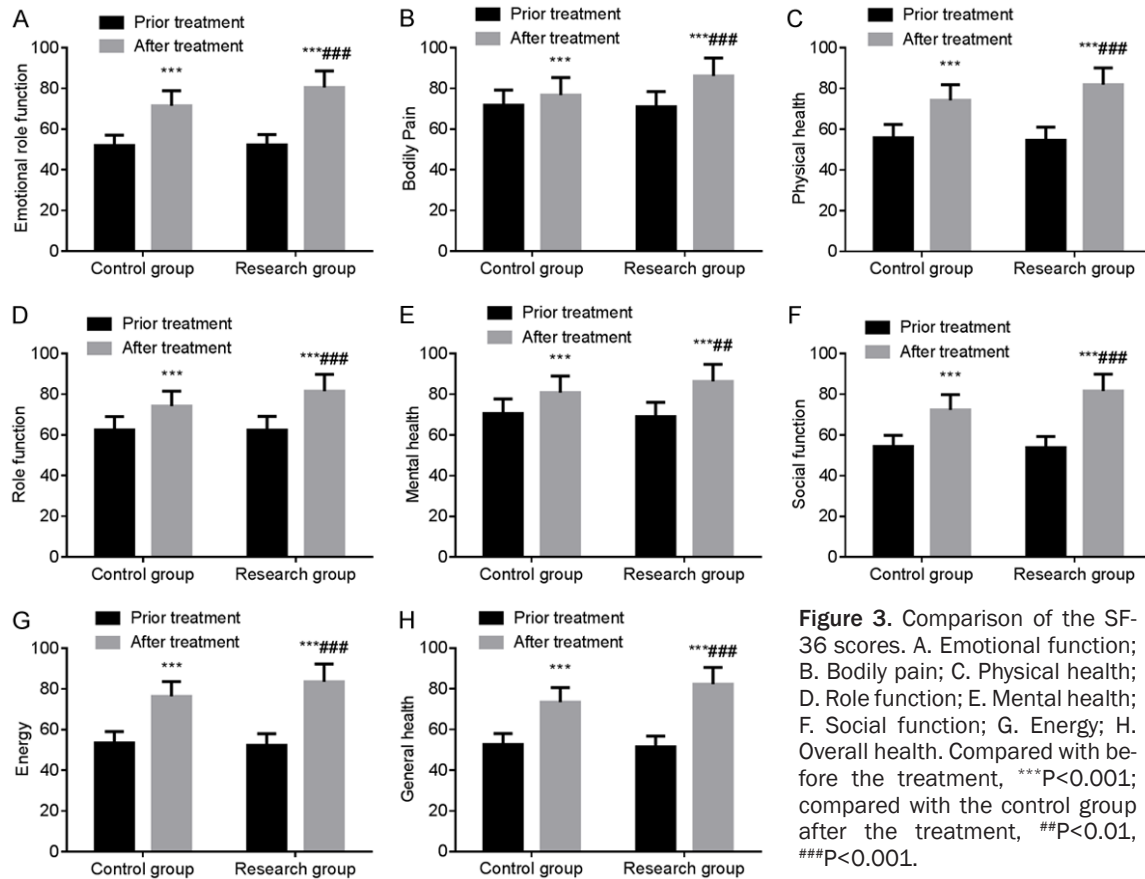 A
Prior treatment
After treatment
Emotional role function
100
80
60
40
20
0
***
***###
Control group
Research group
B
Prior treatment
After treatment
Bodily Pain
100
80
60
40
20
0
***
***###
Control group
Research group
C
Prior treatment
After treatment
Physical health
100
80
60
40
20
0
***
***###
Control group
Research group
D
Prior treatment
After treatment
Role function
100
80
60
40
20
0
***
***###
Control group
Research group
E
Prior treatment
After treatment
Mental health
100
80
60
40
20
0
***
***##
Control group
Research group
F
Prior treatment
After treatment
Social function
100
80
60
40
20
0
***
***###
Control group
Research group
G
Prior treatment
After treatment
Energy
100
80
60
40
20
0
***
***###
Control group
Research group
H
Prior treatment
After treatment
General health
100
80
60
40
20
0
***
***###
Control group
Research group
Figure 3. Comparison of the SF-
36 scores. A. Emotional function;
B. Bodily pain; C. Physical health;
D. Role function; E. Mental health;
F. Social function; G. Energy; H.
Overall health. Compared with be-
fore the treatment, ***P<0.001;
compared with the control group
after the treatment, ##P<0.01,
###P<0.001.